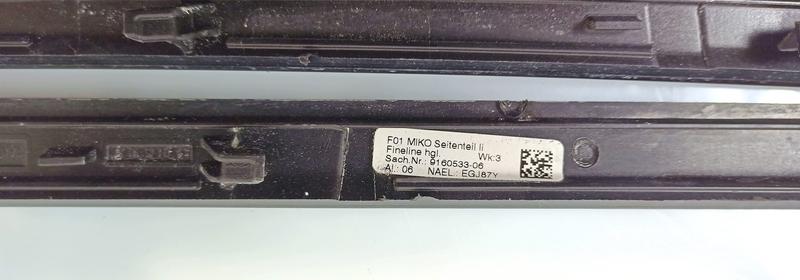 F01 MIKO Seitenteil li
Fineline hgl. Wk:3
Sach.Nr.: 9160533-06
AI.: 06 NAEL.: EGJ87Y